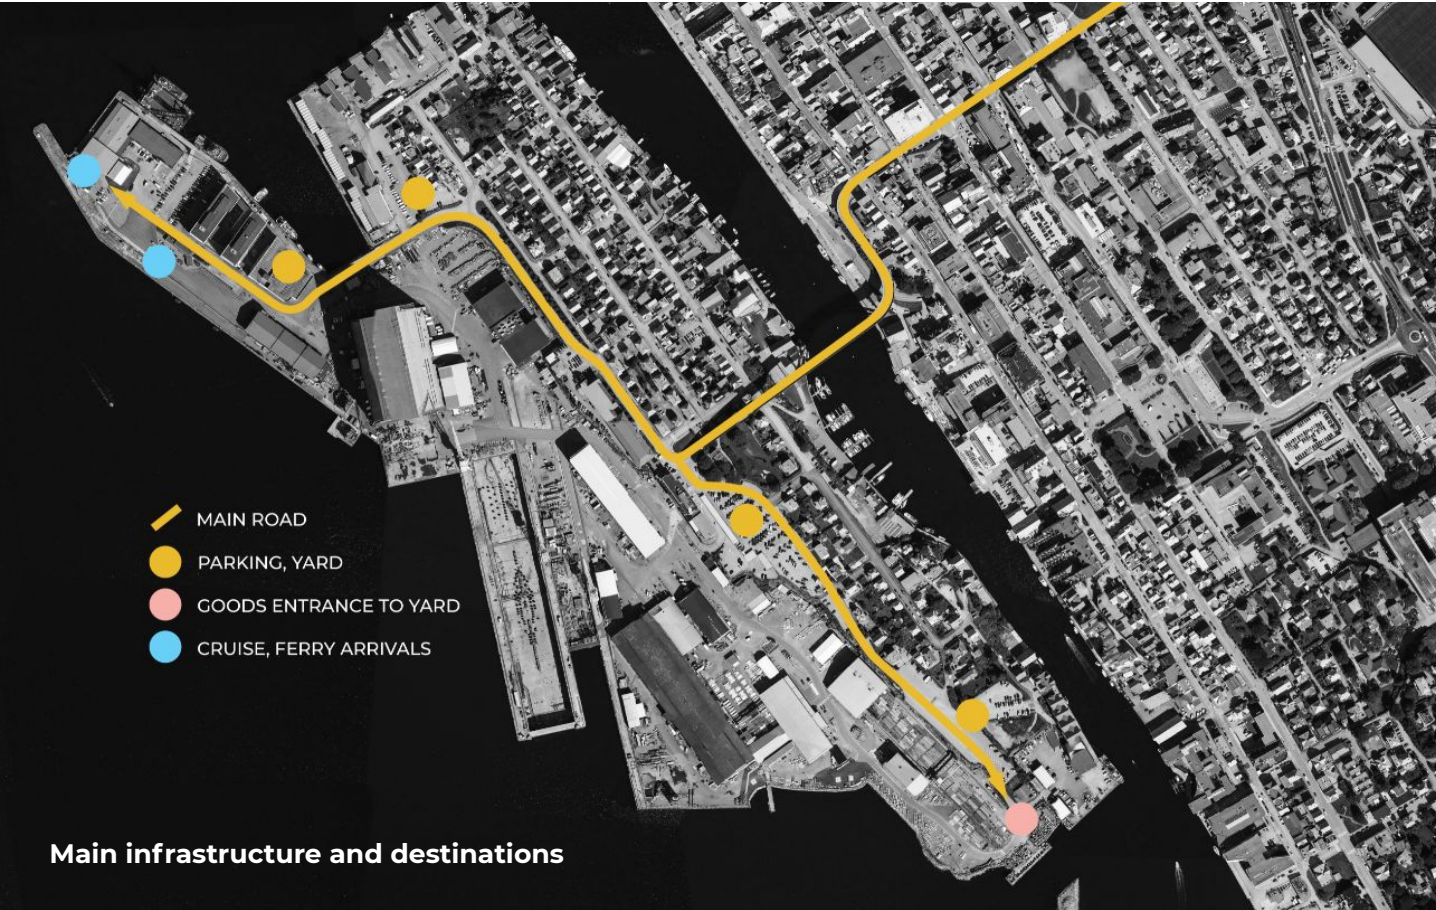 MAIN ROAD
PARKING, YARD
GOODS ENTRANCE TO YARD
CRUISE, FERRY ARRIVALS
Main infrastructure and destinations